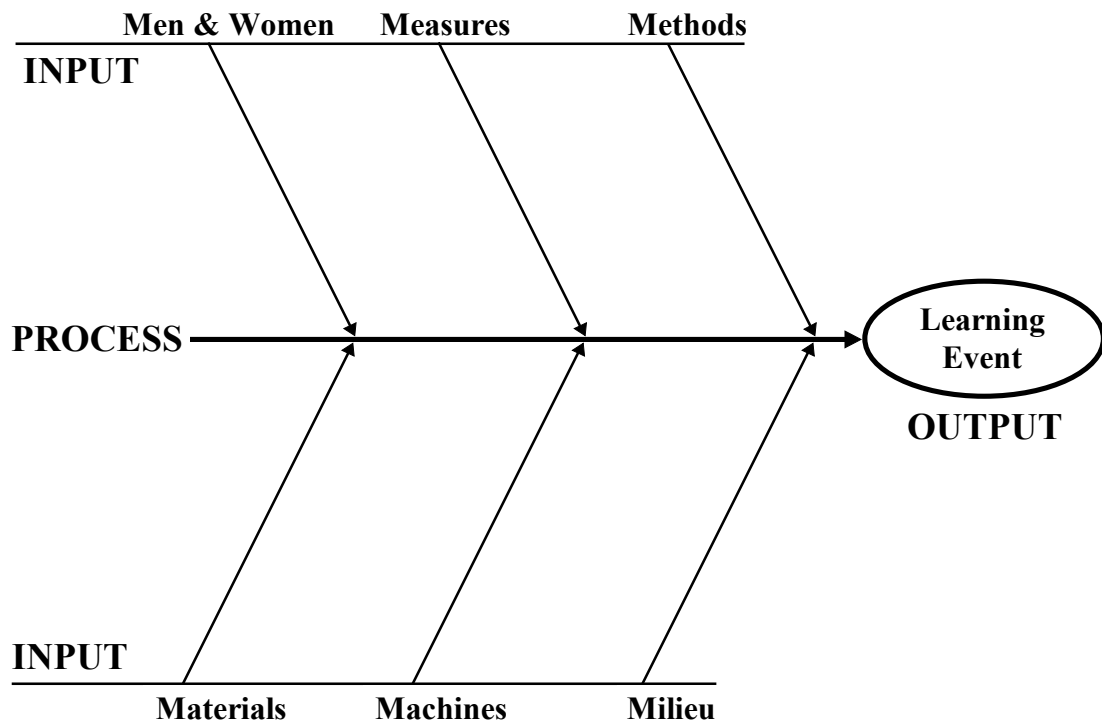 Men & Women Measures Methods
INPUT
PROCESS
Learning
Event
OUTPUT
INPUT
Materials Machines Milieu